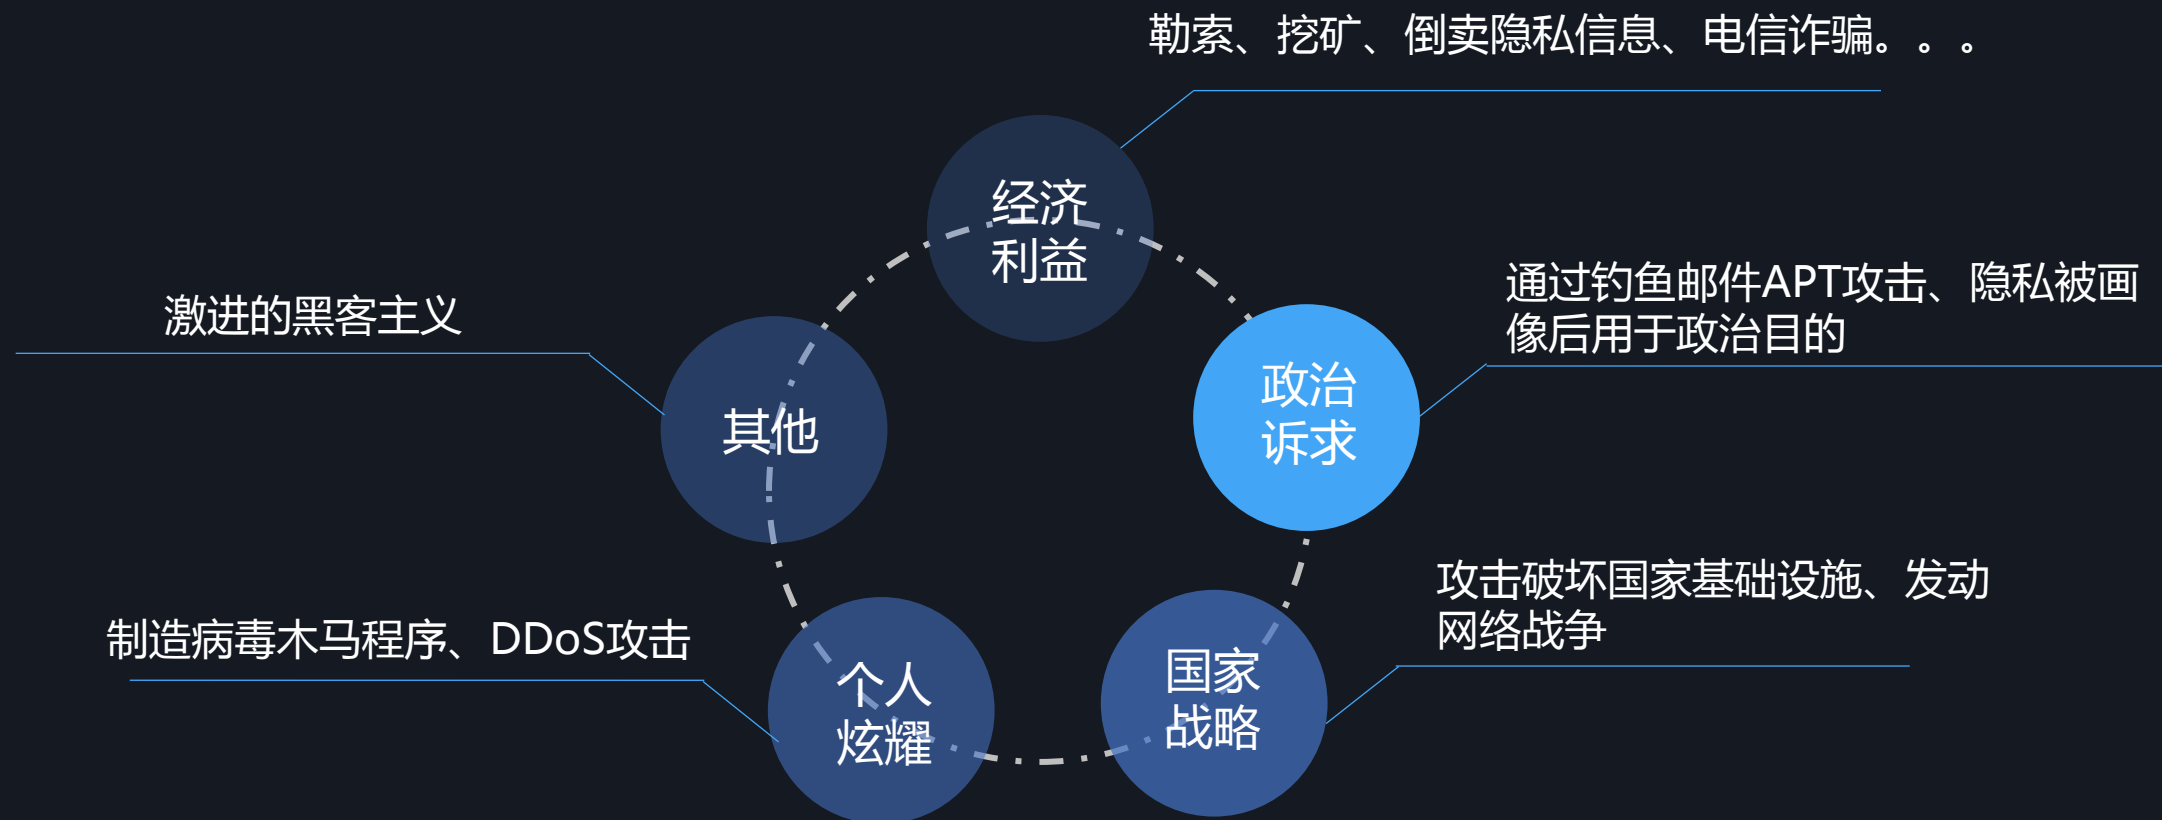 勒索、挖矿、倒卖隐私信息、电信诈骗。。。
经济
利益
通过钓鱼邮件APT攻击、隐私被画
像后用于政治目的
政治
诉求
激进的黑客主义
其他
攻击破坏国家基础设施、发动
网络战争
国家
战略
制造病毒木马程序、DDoS攻击
个人
炫耀